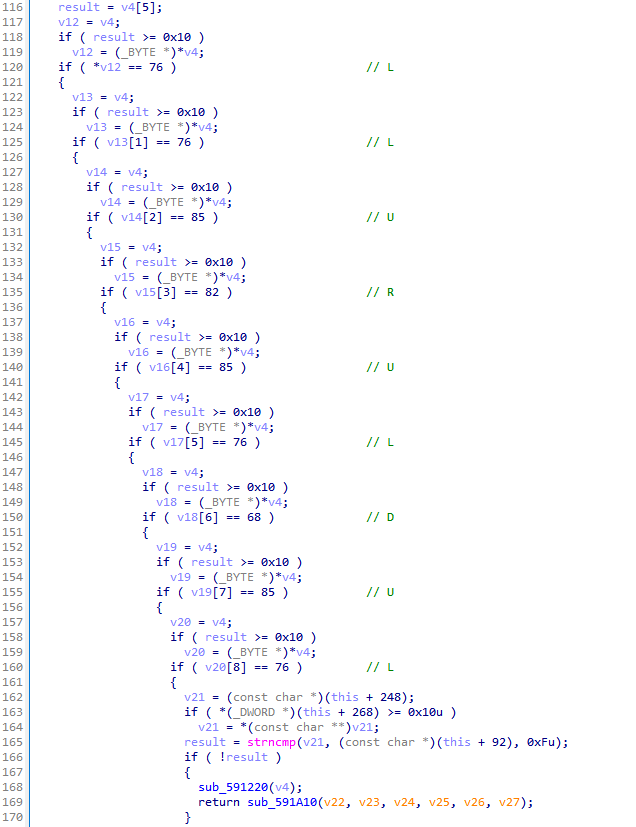 116 result = v4[5];
117 v12 = v4;
118 if ( result >= 0x10 )
119 v12 = (_BYTE *)*v4;
120 if ( *v12 == 76 ) // L
121 {
122 v13 = v4;
123 if ( result >= 0x10 )
124 v13 = (_BYTE *)*v4;
125 if ( v13[1] == 76 ) // L
126 {
127 v14 = v4;
128 if ( result >= 0x10 )
129 v14 = (_BYTE *)*v4;
130 if ( v14[2] == 85 ) // U
131 {
132 v15 = v4;
133 if ( result >= 0x10 )
134 v15 = (_BYTE *)*v4;
135 if ( v15[3] == 82 ) // R
136 {
137 v16 = v4;
138 if ( result >= 0x10 )
139 v16 = (_BYTE *)*v4;
140 if ( v16[4] == 85 ) // U
141 {
142 v17 = v4;
143 if ( result >= 0x10 )
144 v17 = (_BYTE *)*v4;
145 if ( v17[5] == 76 ) // L
146 {
147 v18 = v4;
148 if ( result >= 0x10 )
149 v18 = (_BYTE *)*v4;
150 if ( v18[6] == 68 ) // D
151 {
152 v19 = v4;
153 if ( result >= 0x10 )
154 v19 = (_BYTE *)*v4;
155 if ( v19[7] == 85 ) // U
156 {
157 v20 = v4;
158 if ( result >= 0x10 )
159 v20 = (_BYTE *)*v4;
160 if ( v20[8] == 76 ) // L
161 {
162 v21 = (const char *)(this + 248);
163 if ( *(_DWORD *)(this + 268) >= 0x10u )
164 v21 = *(const char **)v21;
165 result = strncmp(v21, (const char *)(this + 92), 0xFu);
166 if ( !result )
167 {
168 sub_591220(v4);
169 return sub_591A10(v22, v23, v24, v25, v26, v27);
170 }